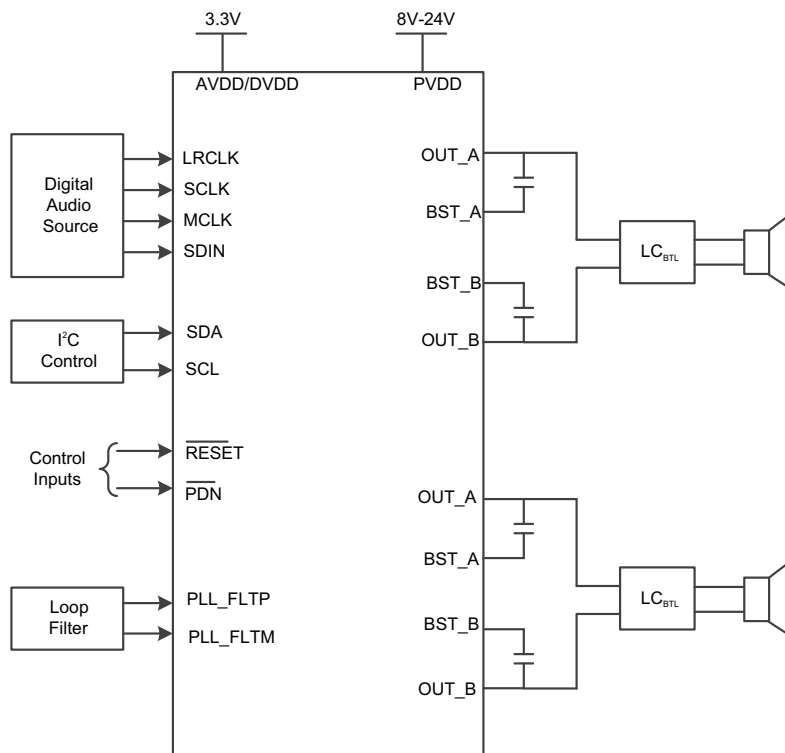 3.3V
8V-24V
AVDD/DVDD
PVDD
Digital
Audio
Source
LRCLK
SCLK
MCLK
SDIN
OUT_A
BST_A
BST_B
OUT_B
LC_BTL
I²C
Control
SDA
SCL
Control
Inputs
RESET
PDN
Loop
Filter
PLL_FLTP
PLL_FLTM
OUT_A
BST_A
BST_B
OUT_B
LC_BTL